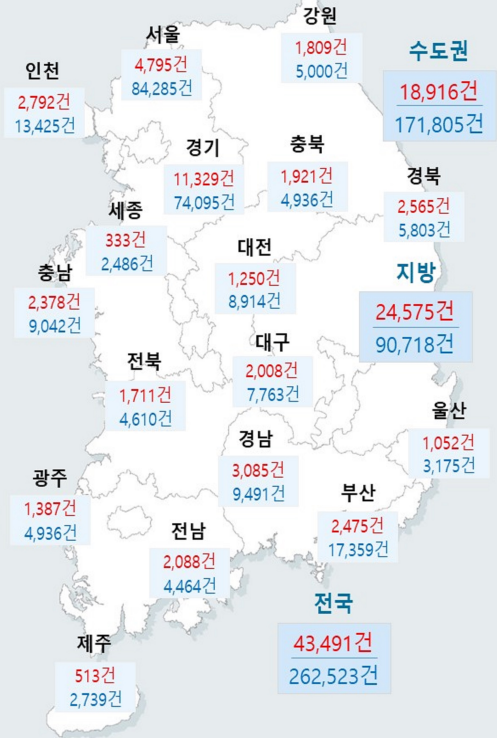 강원
1,809건
5,000건
서울
4,795건
84,285건
수도권
18,916건
171,805건
인천
2,792건
13,425건
경기
11,329건
74,095건
충북
1,921건
4,936건
경북
2,565건
5,803건
세종
333건
2,486건
대전
1,250건
8,914건
지방
24,575건
90,718건
충남
2,378건
9,042건
대구
2,008건
7,763건
전북
1,711건
4,610건
울산
1,052건
3,175건
경남
3,085건
9,491건
광주
1,387건
4,936건
부산
2,475건
17,359건
전남
2,088건
4,464건
전국
43,491건
262,523건
제주
513건
2,739건